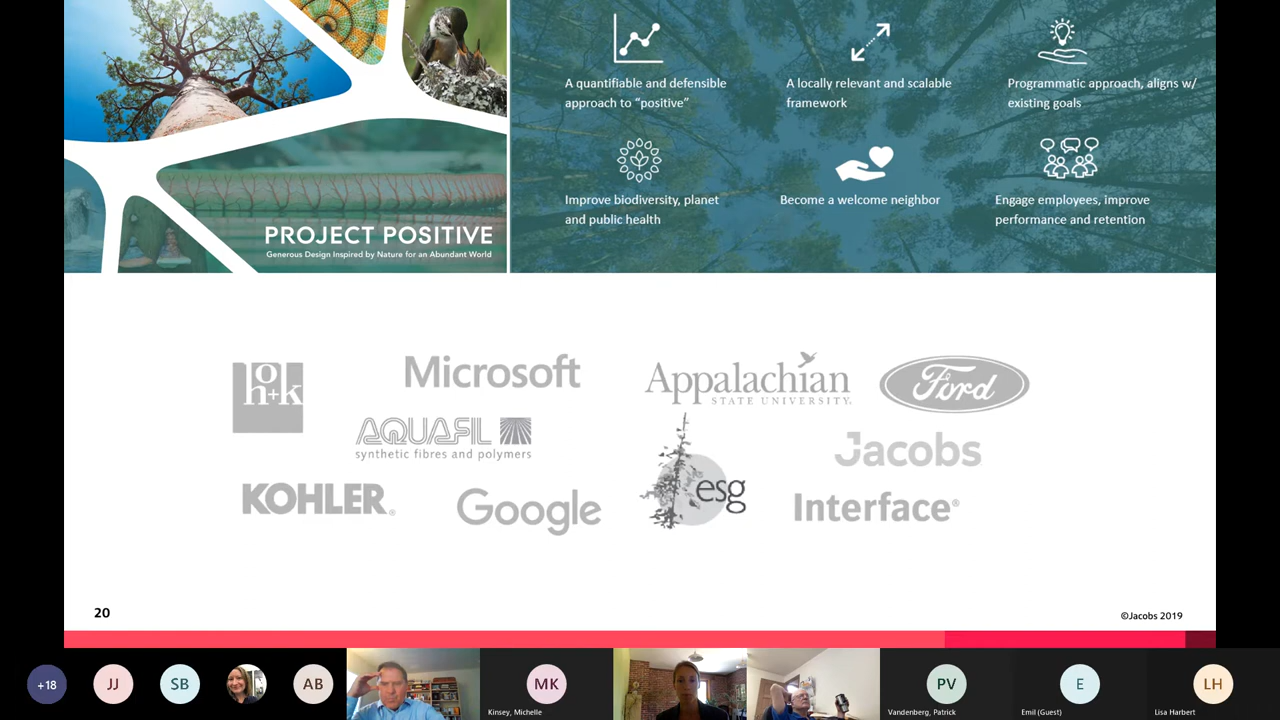 A quantifiable and defensible
approach to “positive”
A locally relevant and scalable
framework
Programmatic approach, aligns w/
existing goals
Improve biodiversity, planet
and public health
Become a welcome neighbor
Engage employees, improve
performance and retention
PROJECT POSITIVE
Generous Design Inspired by Nature for an Abundant World
hok
Microsoft
Appalachian
STATE UNIVERSITY.
Ford
AQUAFIL
synthetic fibres and polymers
Jacobs
KOHLER®
Google
esg
Interface®
20
©Jacobs 2019
+18
JJ
SB
AB
MK
Kinsey, Michelle
PV
Vandenberg, Patrick
E
Emil (Guest)
LH
Lisa Harbert